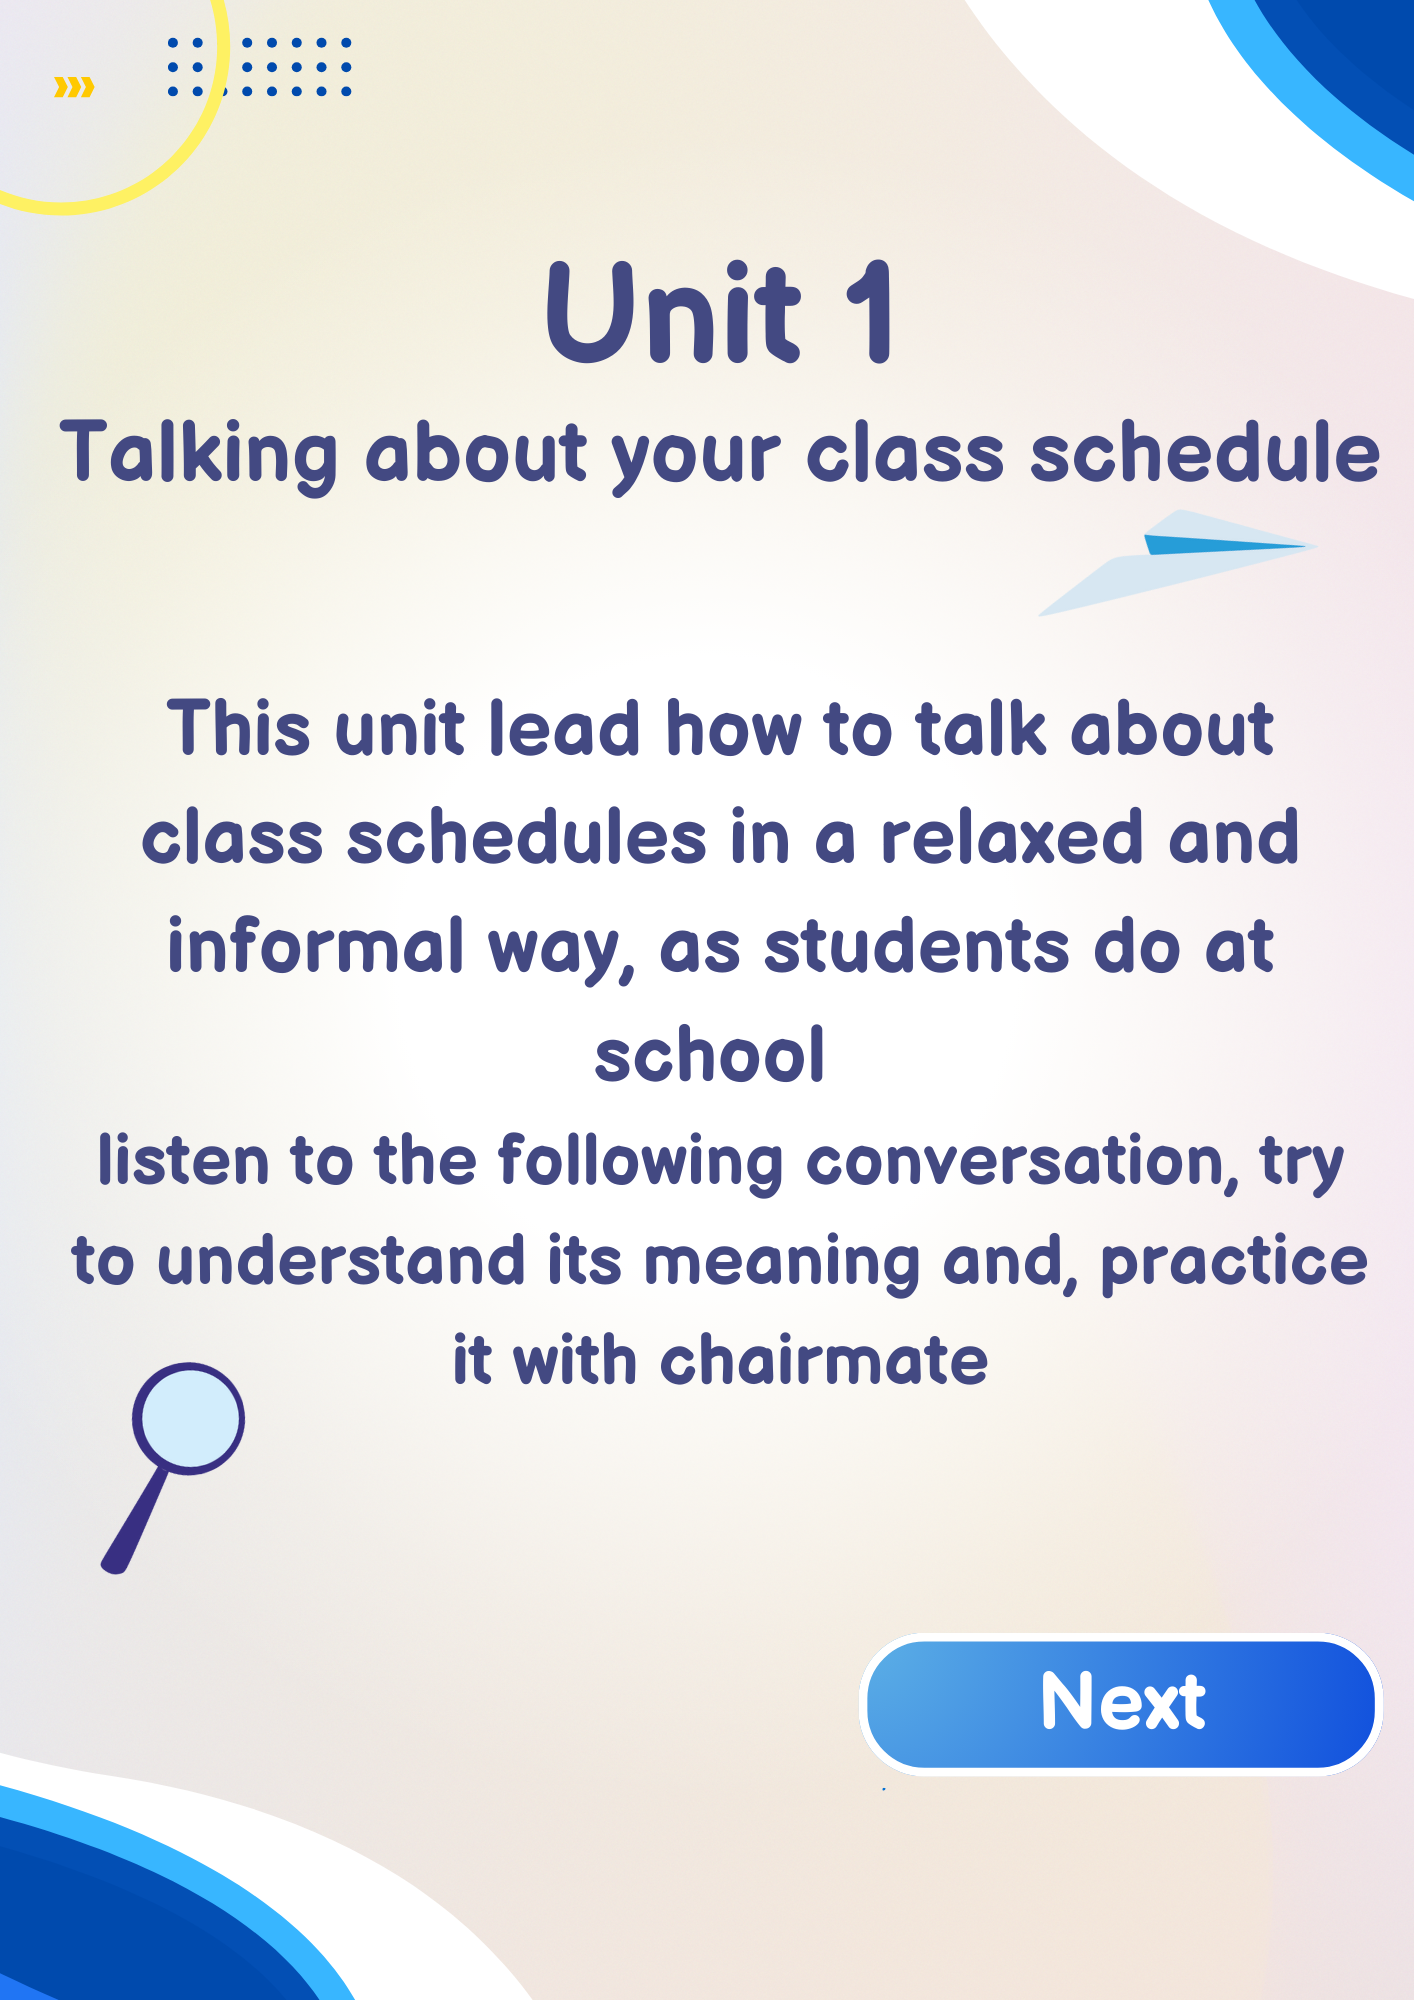 Unit 1
Talking about your class schedule
This unit lead how to talk about
class schedules in a relaxed and
informal way, as students do at
school
listen to the following conversation, try
to understand its meaning and, practice
it with chairmate
Next